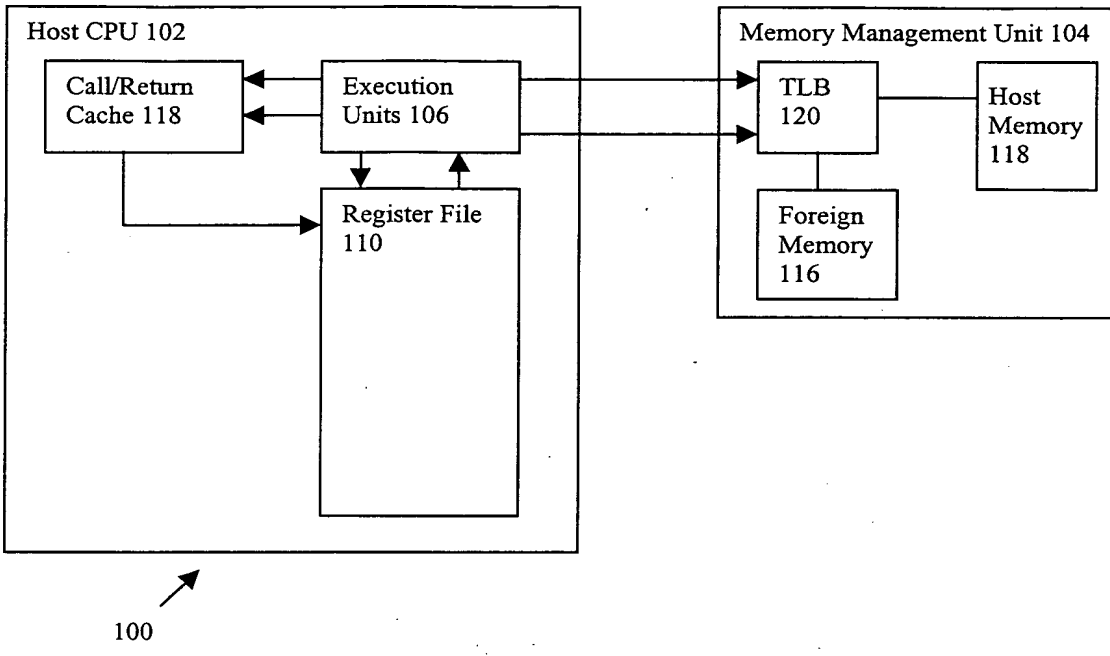 Host CPU 102
Call/Return
Cache 118
Execution
Units 106
Register File
110
Memory Management Unit 104
TLB
120
Host
Memory
118
Foreign
Memory
116
100